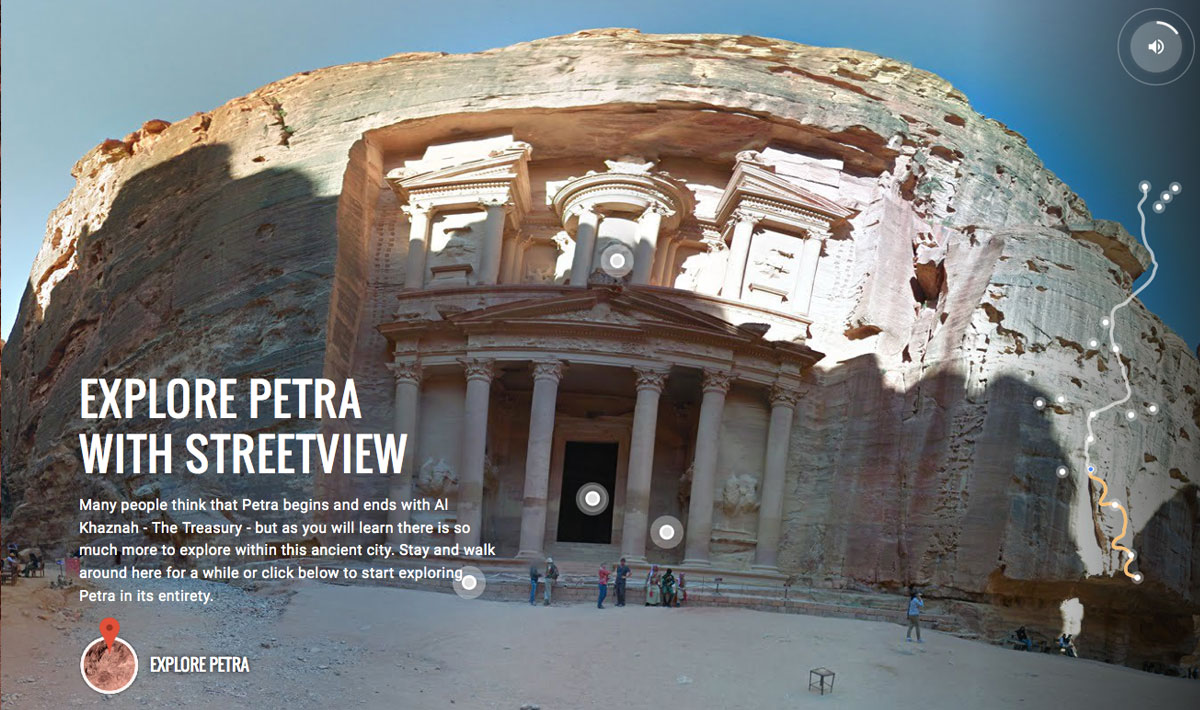 EXPLORE PETRA
WITH STREETVIEW
Many people think that Petra begins and ends with Al
Khaznah - The Treasury - but as you will learn there is so
much more to explore within this ancient city. Stay and walk
around here for a while or click below to start exploring
Petra in its entirety.
EXPLORE PETRA